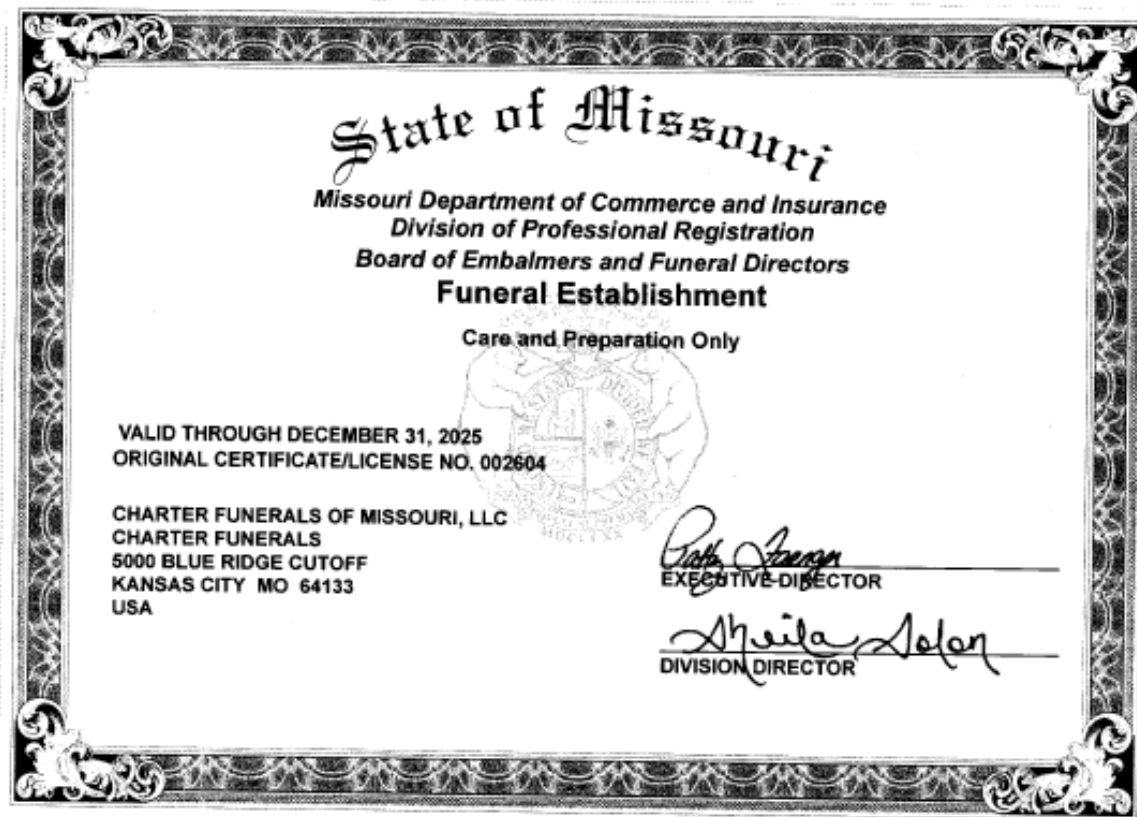 State of Missouri
Missouri Department of Commerce and Insurance
Division of Professional Registration
Board of Embalmers and Funeral Directors
Funeral Establishment
Care and Preparation Only
VALID THROUGH DECEMBER 31, 2025
ORIGINAL CERTIFICATE/LICENSE NO. 002604
CHARTER FUNERALS OF MISSOURI, LLC
CHARTER FUNERALS
5000 BLUE RIDGE CUTOFF
KANSAS CITY MO 64133
USA
EXECUTIVE DIRECTOR
Sheila Solon
DIVISION DIRECTOR